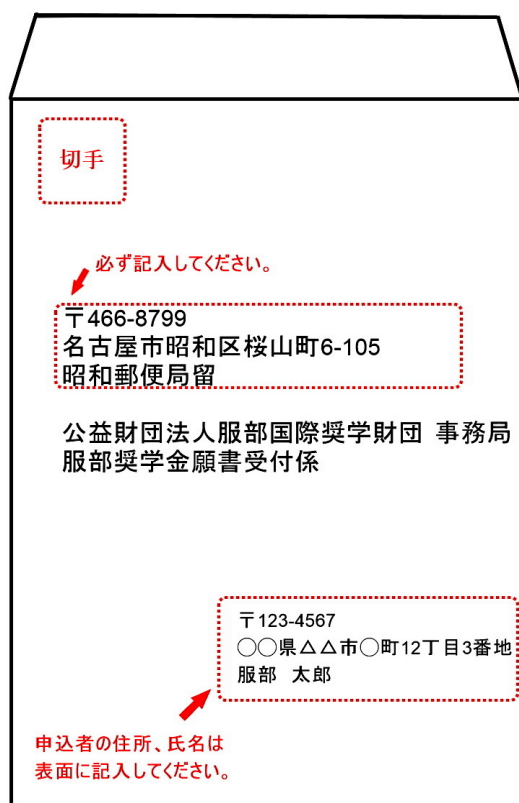 切手
必ず記入してください。
〒466-8799
名古屋市昭和区桜山町6-105
昭和郵便局留
公益財団法人服部国際奨学財団 事務局
服部奨学金願書受付係
〒123-4567
○○県△△市○町12丁目3番地
服部 太郎
申込者の住所、氏名は
表面に記入してください。